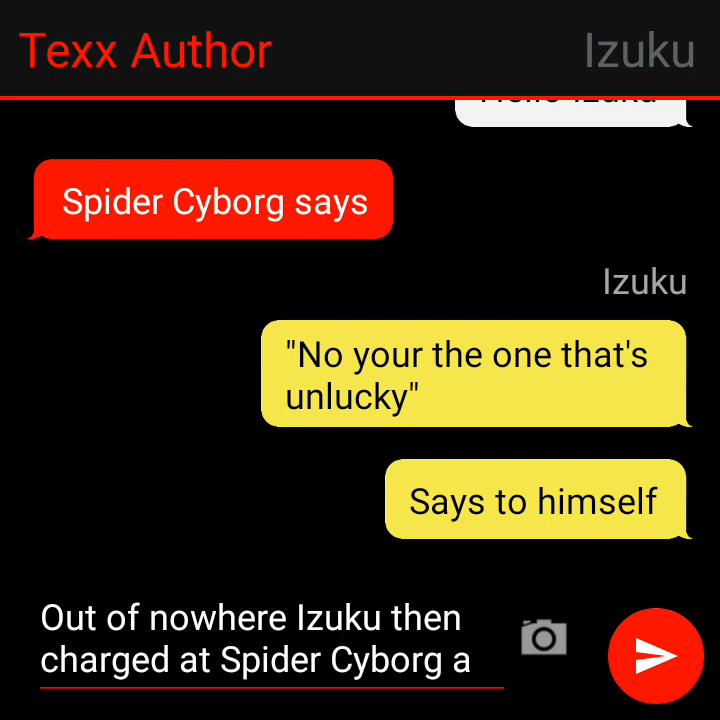 Texx Author
Izuku
Spider Cyborg says
Izuku
"No your the one that's
unlucky"
Says to himself
Out of nowhere Izuku then
charged at Spider Cyborg a